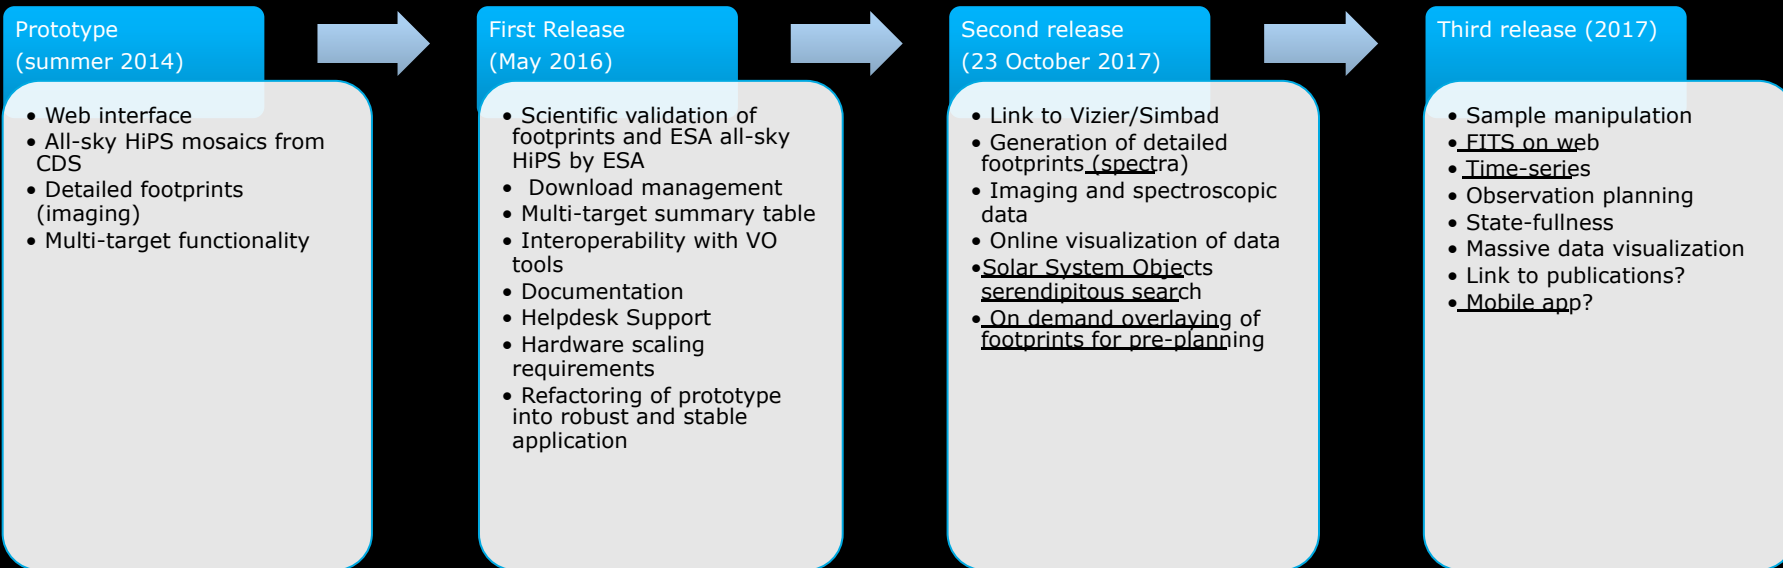 Prototype
(summer 2014)
• Web interface
• All-sky HiPS mosaics from
CDS
• Detailed footprints
(imaging)
• Multi-target functionality
First Release
(May 2016)
• Scientific validation of
footprints and ESA all-sky
HiPS by ESA
• Download management
• Multi-target summary table
• Interoperability with VO
tools
• Documentation
• Helpdesk Support
• Hardware scaling
requirements
• Refactoring of prototype
into robust and stable
application
Second release
(23 October 2017)
• Link to Vizier/Simbad
• Generation of detailed
footprints (spectra)
• Imaging and spectroscopic
data
• Online visualization of data
• Solar System Objects
serendipitous search
• On demand overlaying of
footprints for pre-planning
Third release (2017)
• Sample manipulation
• FITS on web
• Time-series
• Observation planning
• State-fullness
• Massive data visualization
• Link to publications?
• Mobile app?